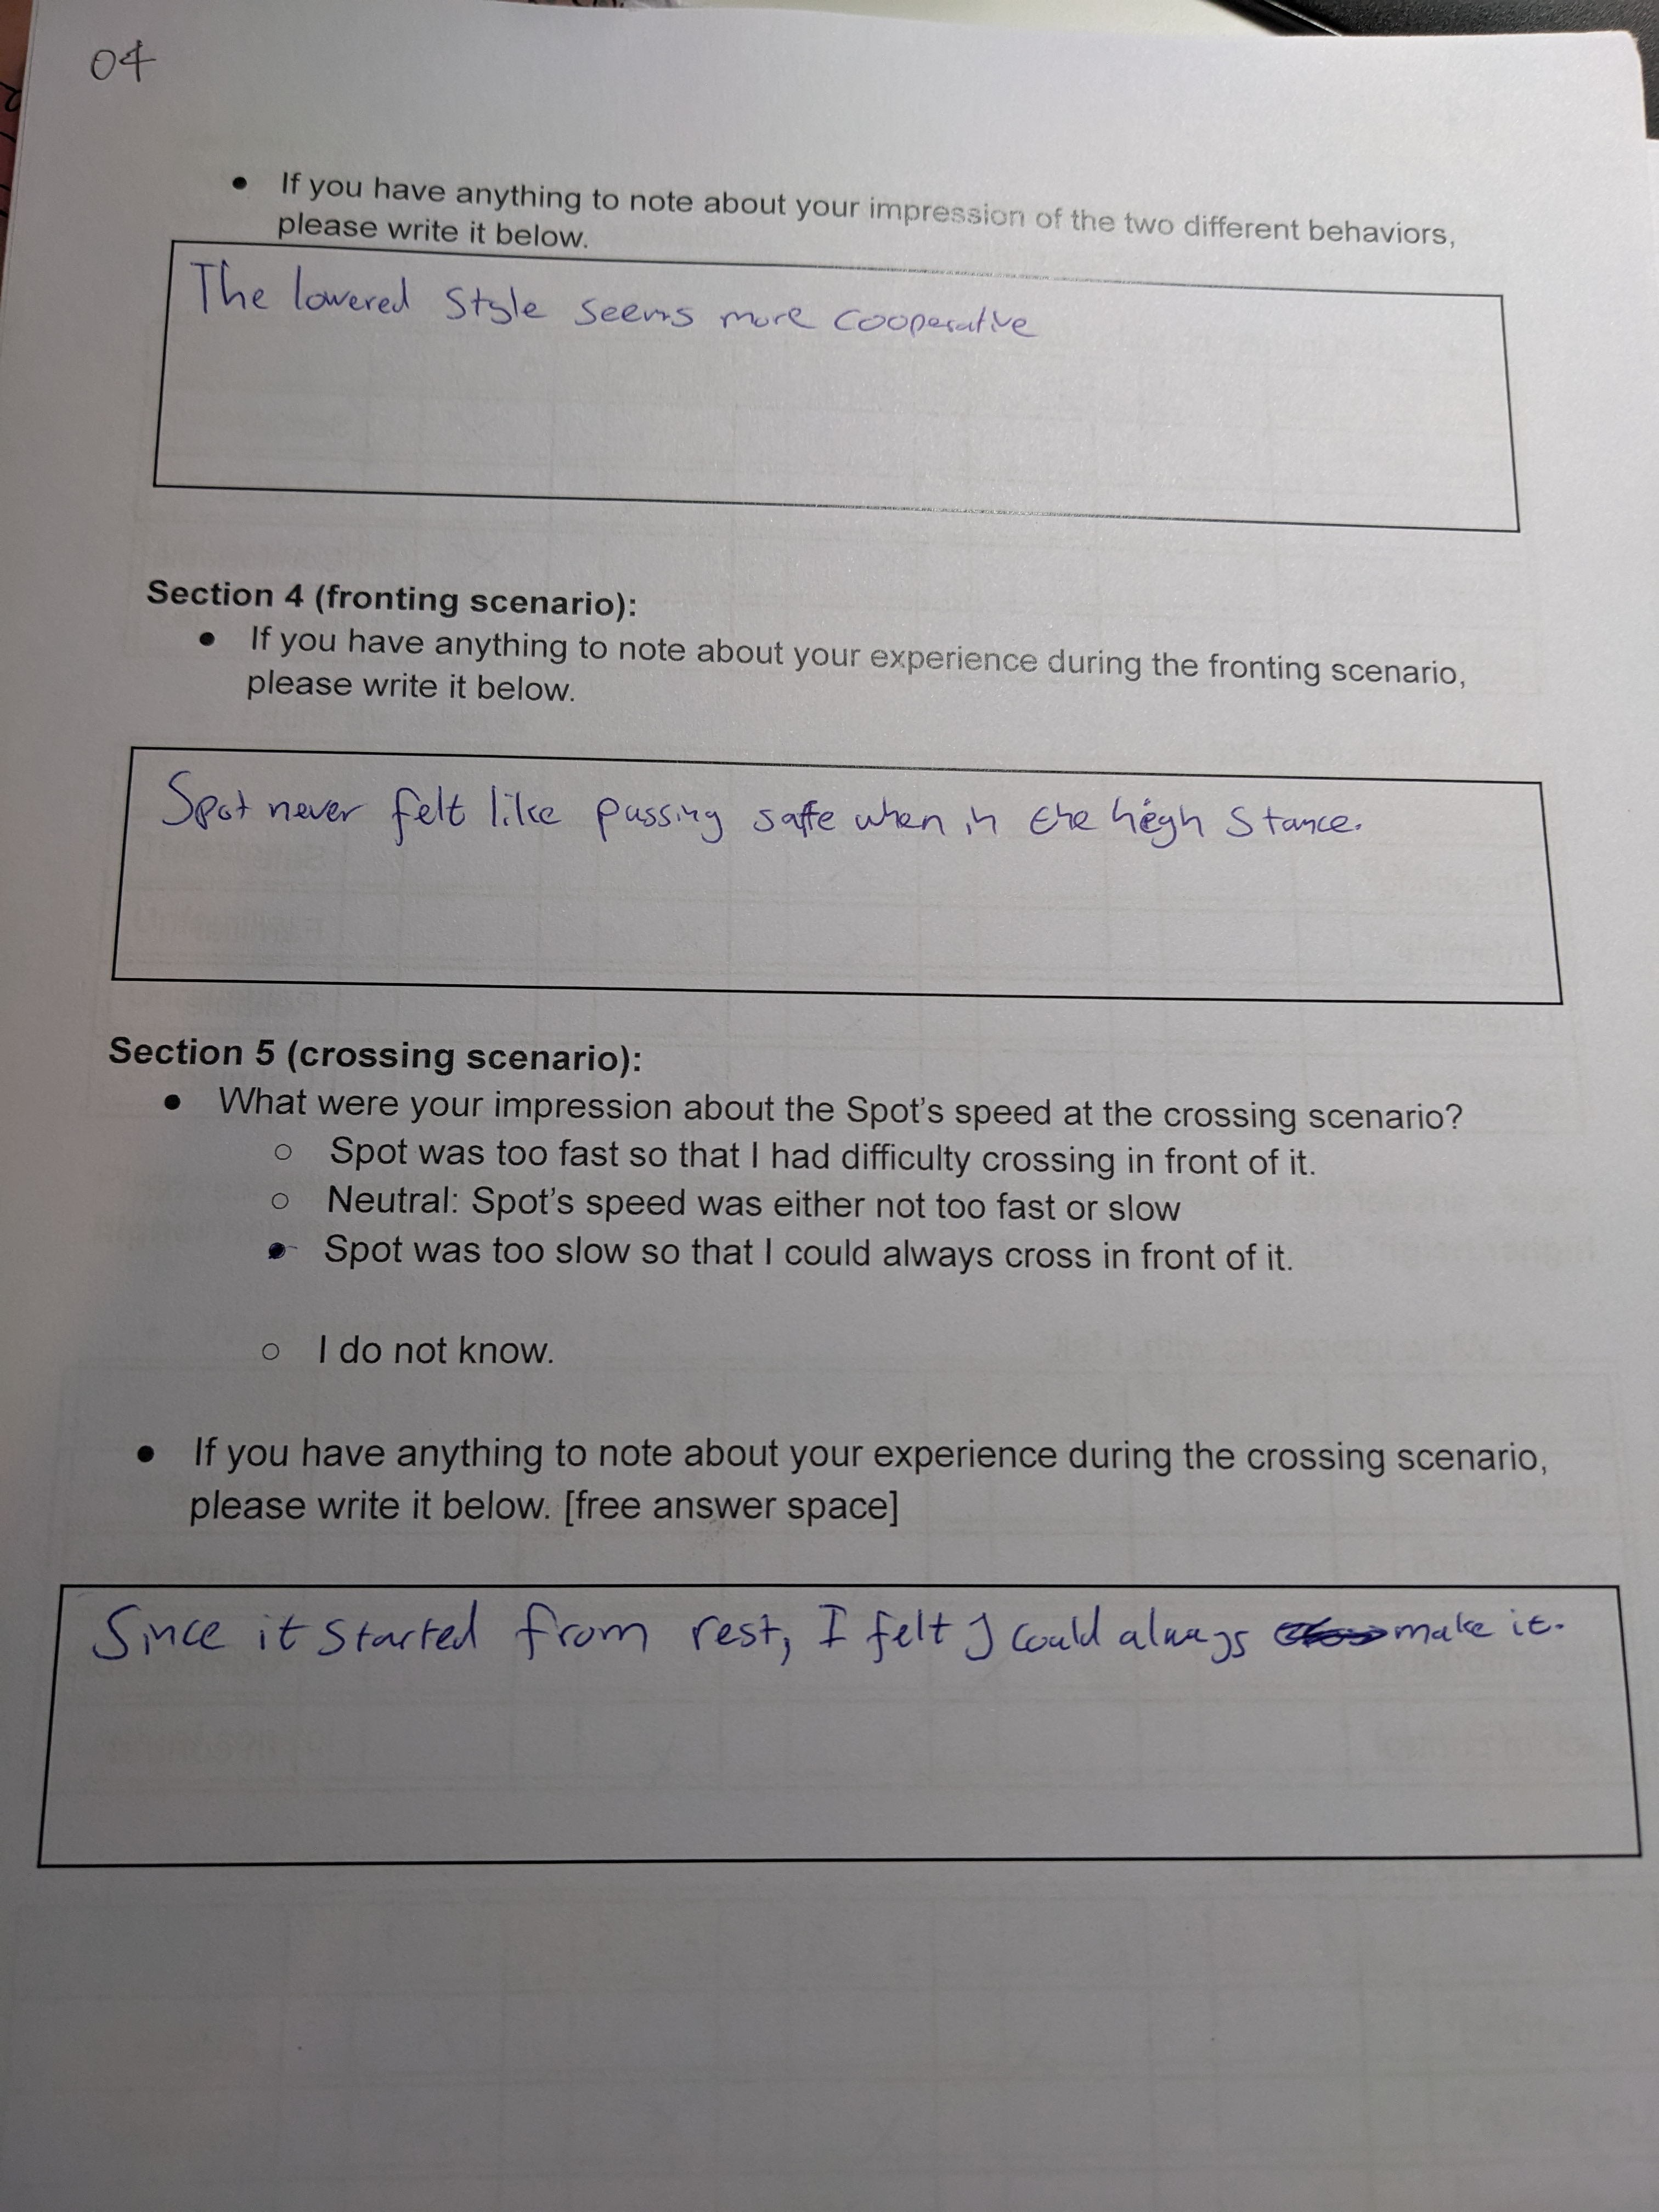 04
• If you have anything to note about your impression of the two different behaviors,
please write it below.
The lowered style seems more cooperative
Section 4 (fronting scenario):
• If you have anything to note about your experience during the fronting scenario,
please write it below.
Spot never felt like passing safe when in the high stance.
Section 5 (crossing scenario):
• What were your impression about the Spot's speed at the crossing scenario?
○ Spot was too fast so that I had difficulty crossing in front of it.
○ Neutral: Spot's speed was either not too fast or slow
● Spot was too slow so that I could always cross in front of it.
○ I do not know.
• If you have anything to note about your experience during the crossing scenario,
please write it below. [free answer space]
Since it started from rest, I felt I could always make it.